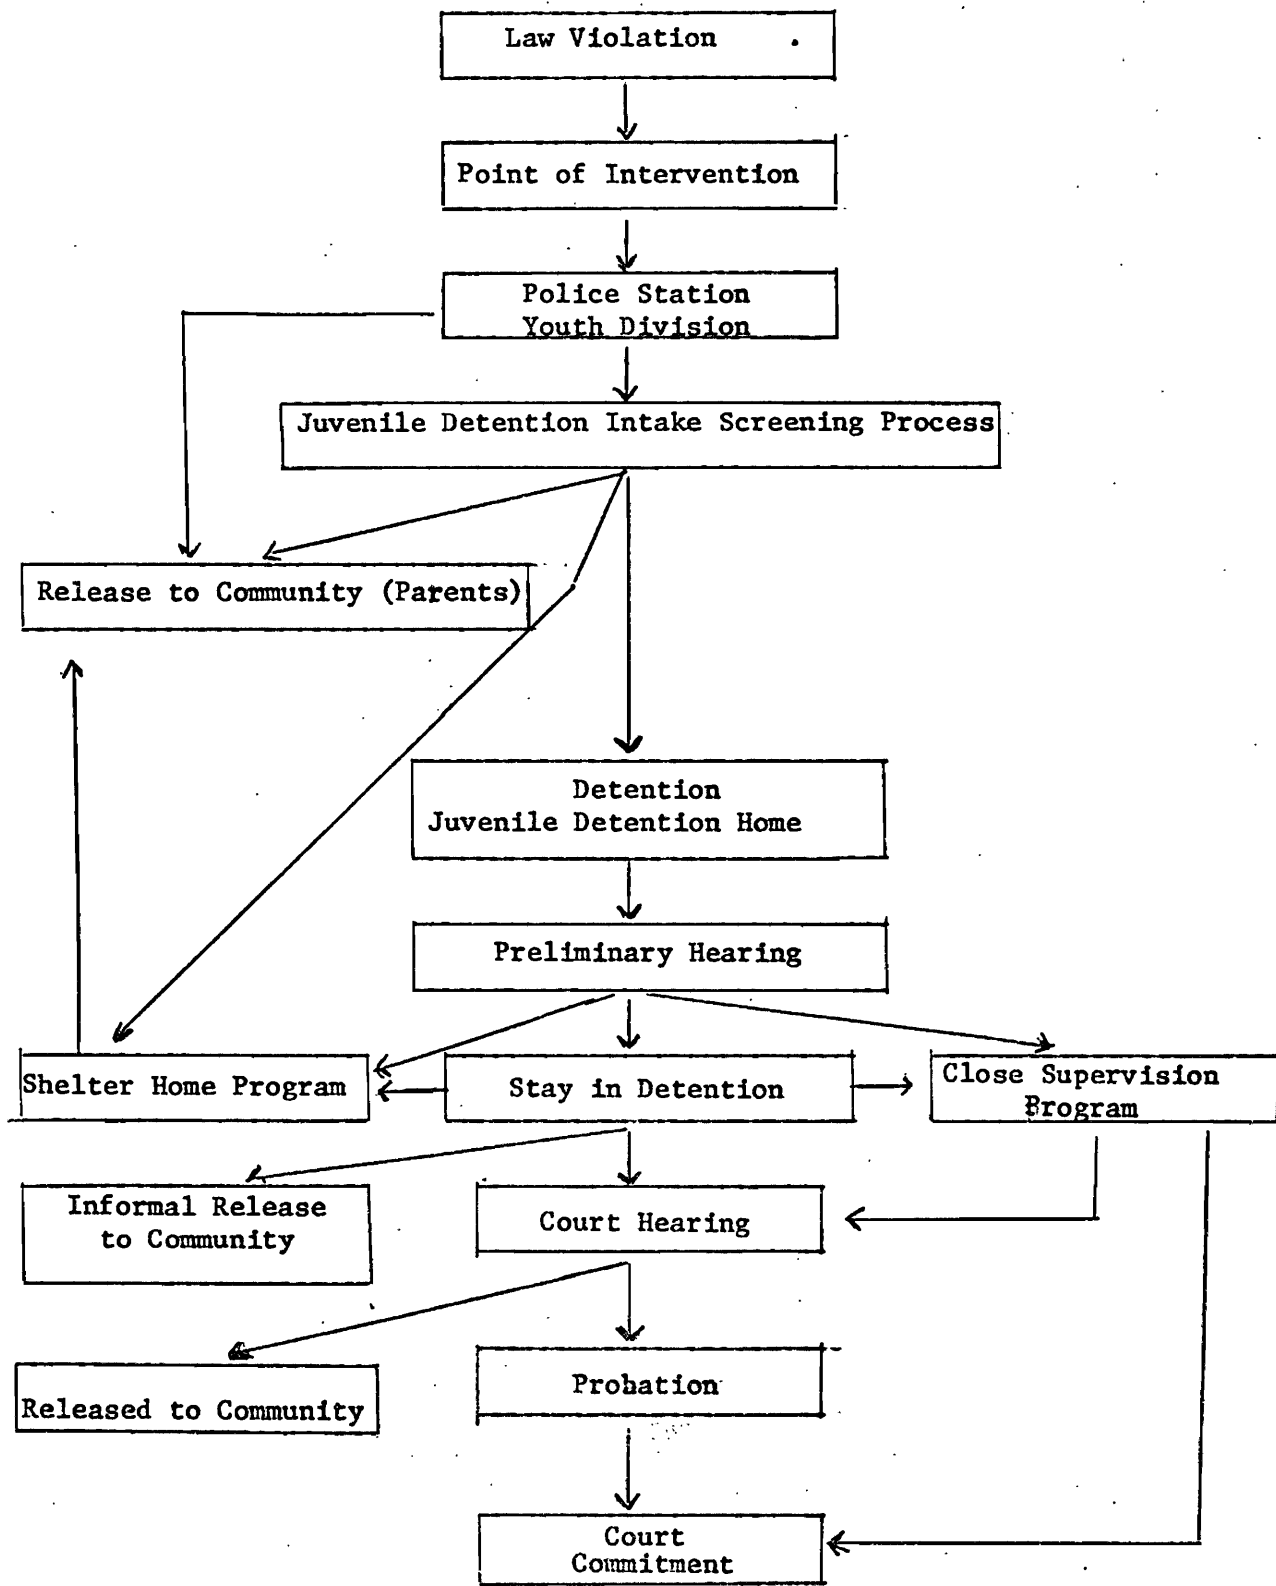 Law Violation
Point of Intervention
Police Station
Youth Division
Juvenile Detention Intake Screening Process
Release to Community (Parents)
Detention
Juvenile Detention Home
Preliminary Hearing
Shelter Home Program
Stay in Detention
Close Supervision
Program
Informal Release
to Community
Court Hearing
Released to Community
Probation
Court
Commitment